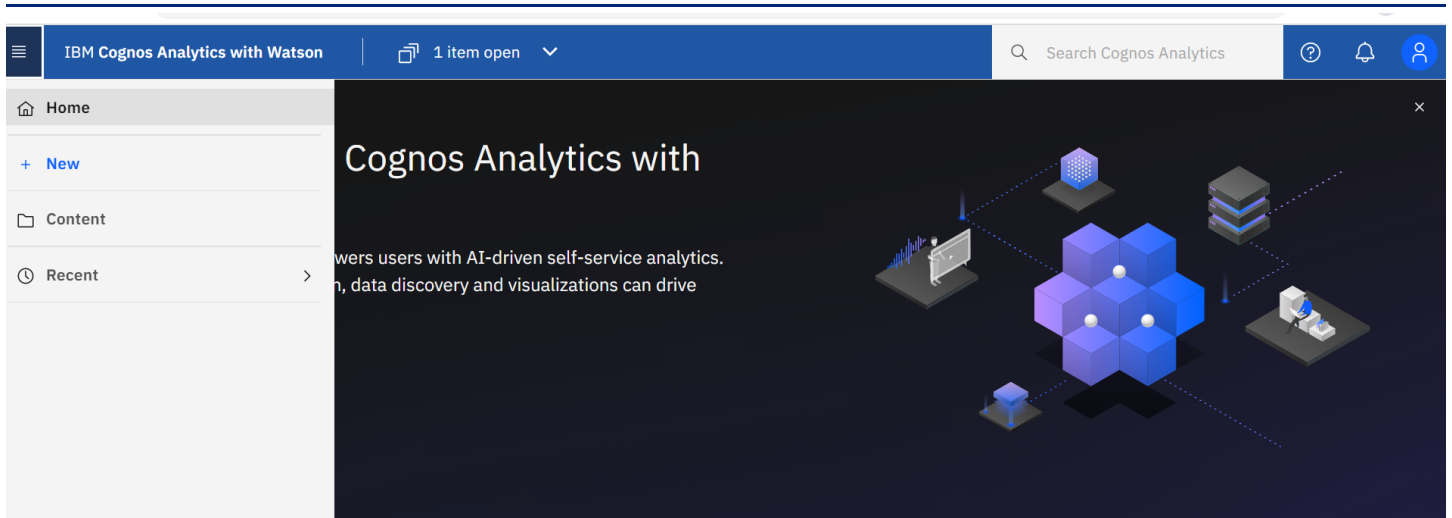 IBM Cognos Analytics with Watson
1 item open
Search Cognos Analytics
Home
+ New
Content
Recent
Cognos Analytics with
wers users with AI-driven self-service analytics.
, data discovery and visualizations can drive